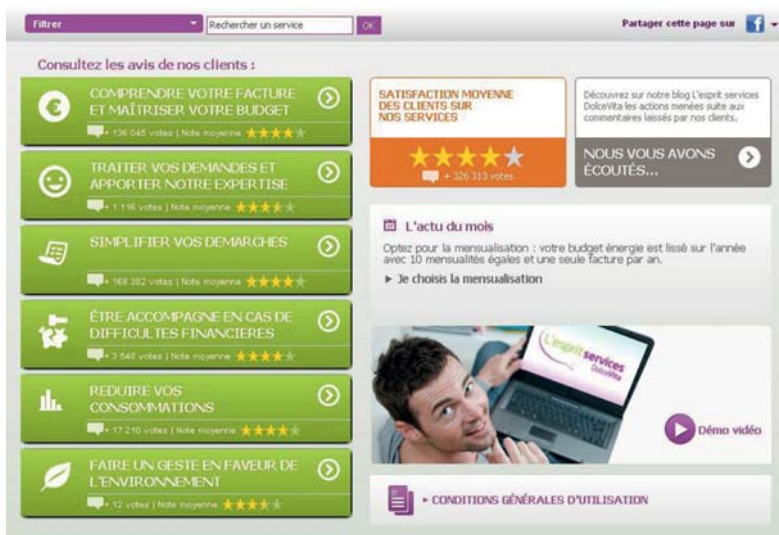 Filtrer
Rechercher un service
OK
Partager cette page sur
Consultez les avis de nos clients :
COMPRENDRE VOTRE FACTURE
ET MAÎTRISER VOTRE BUDGET
+ 136 045 votes | Note moyenne
TRAITER VOS DEMANDES ET
APPORTER NOTRE EXPERTISE
+ 1 116 votes | Note moyenne
SIMPLIFIER VOS DEMARCHES
+ 168 382 votes | Note moyenne
ÊTRE ACCOMPAGNE EN CAS DE
DIFFICULTES FINANCIERES
+ 3 548 votes | Note moyenne
REDUIRE VOS
CONSOMMATIONS
+ 17 210 votes | Note moyenne
FAIRE UN GESTE EN FAVEUR DE
L'ENVIRONNEMENT
+ 12 votes | Note moyenne
SATISFACTION MOYENNE
DES CLIENTS SUR
NOS SERVICES
+ 326 313 votes
Découvrez sur notre blog L'esprit services
DolceVita les actions menées suite aux
commentaires laissés par nos clients.
NOUS VOUS AVONS
ÉCOUTÉS...
L'actu du mois
Optez pour la mensualisation : votre budget énergie est lissé sur l'année
avec 10 mensualités égales et une seule facture par an.
► Je choisis la mensualisation
L'esprit services
DolceVita
Démo vidéo
► CONDITIONS GÉNÉRALES D'UTILISATION